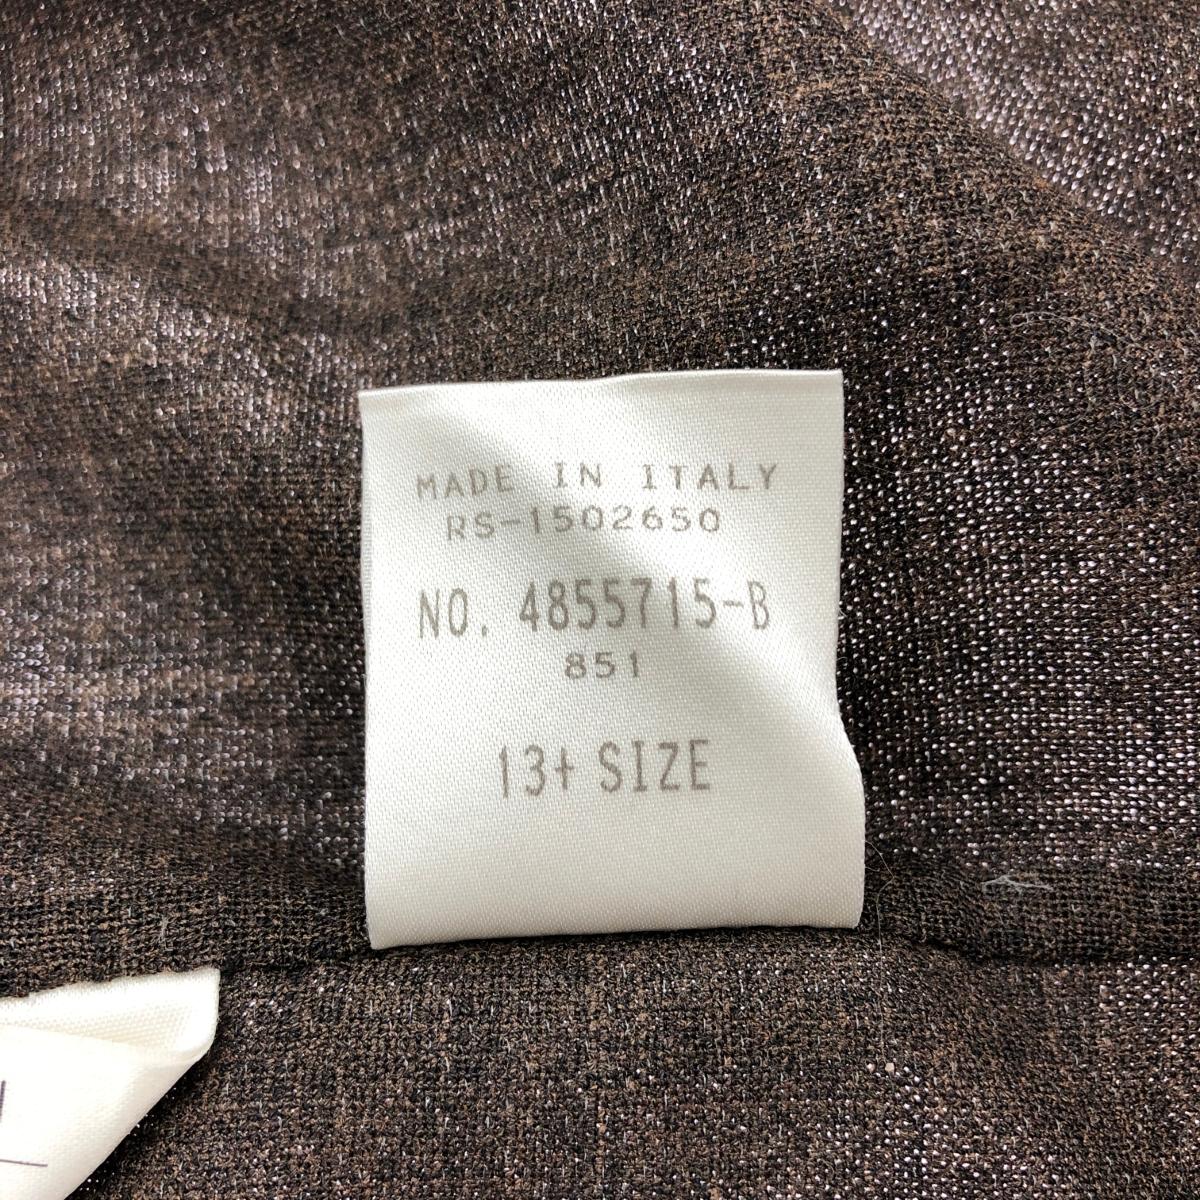 MADE IN ITALY
RS-1502650
NO. 4855715-B
851
13+ SIZE